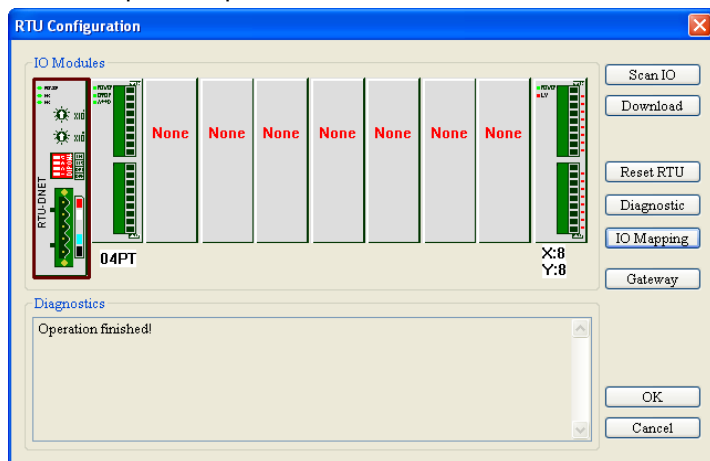 RTU Configuration
IO Modules
Scan IO
Download
None None None None None None None
Reset RTU
RTU-DNET
Diagnostic
IO Mapping
04PT
X:8
Y:8
Gateway
Diagnostics
Operation finished!
OK
Cancel